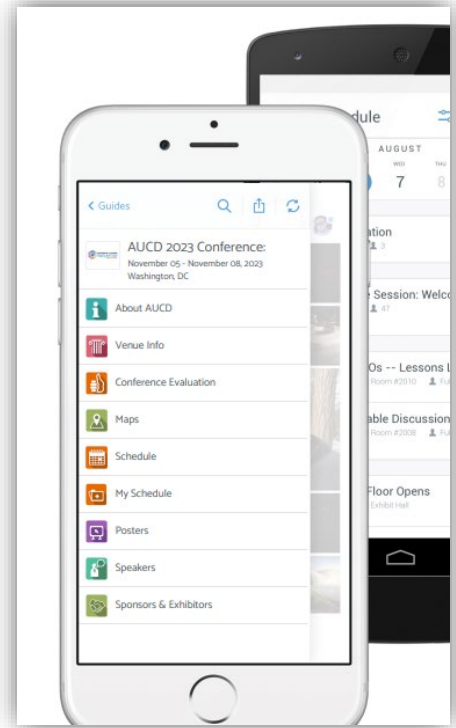 Guides
AUCD 2023 Conference:
November 05 - November 08, 2023
Washington, DC
About AUCD
Venue Info
Conference Evaluation
Maps
Schedule
My Schedule
Posters
Speakers
Sponsors & Exhibitors
AUGUST
WED
THU
7
8
3
Session: Welc
47
Os -- Lessons L
Room #2010
able Discussion
Room #2008
Floor Opens
Exhibit Hall